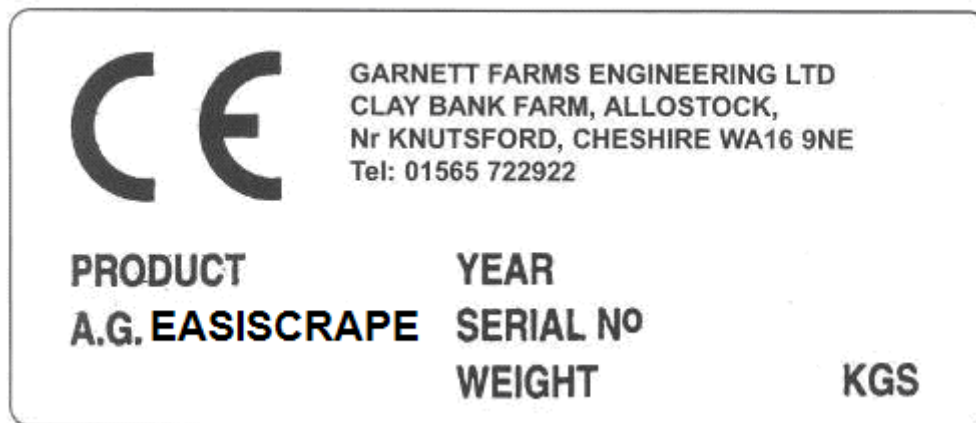 CE
GARNETT FARMS ENGINEERING LTD
CLAY BANK FARM, ALLOSTOCK,
Nr KNUTSFORD, CHESHIRE WA16 9NE
Tel: 01565 722922
PRODUCT YEAR
A.G. EASISCRAPE SERIAL Nº
WEIGHT KGS